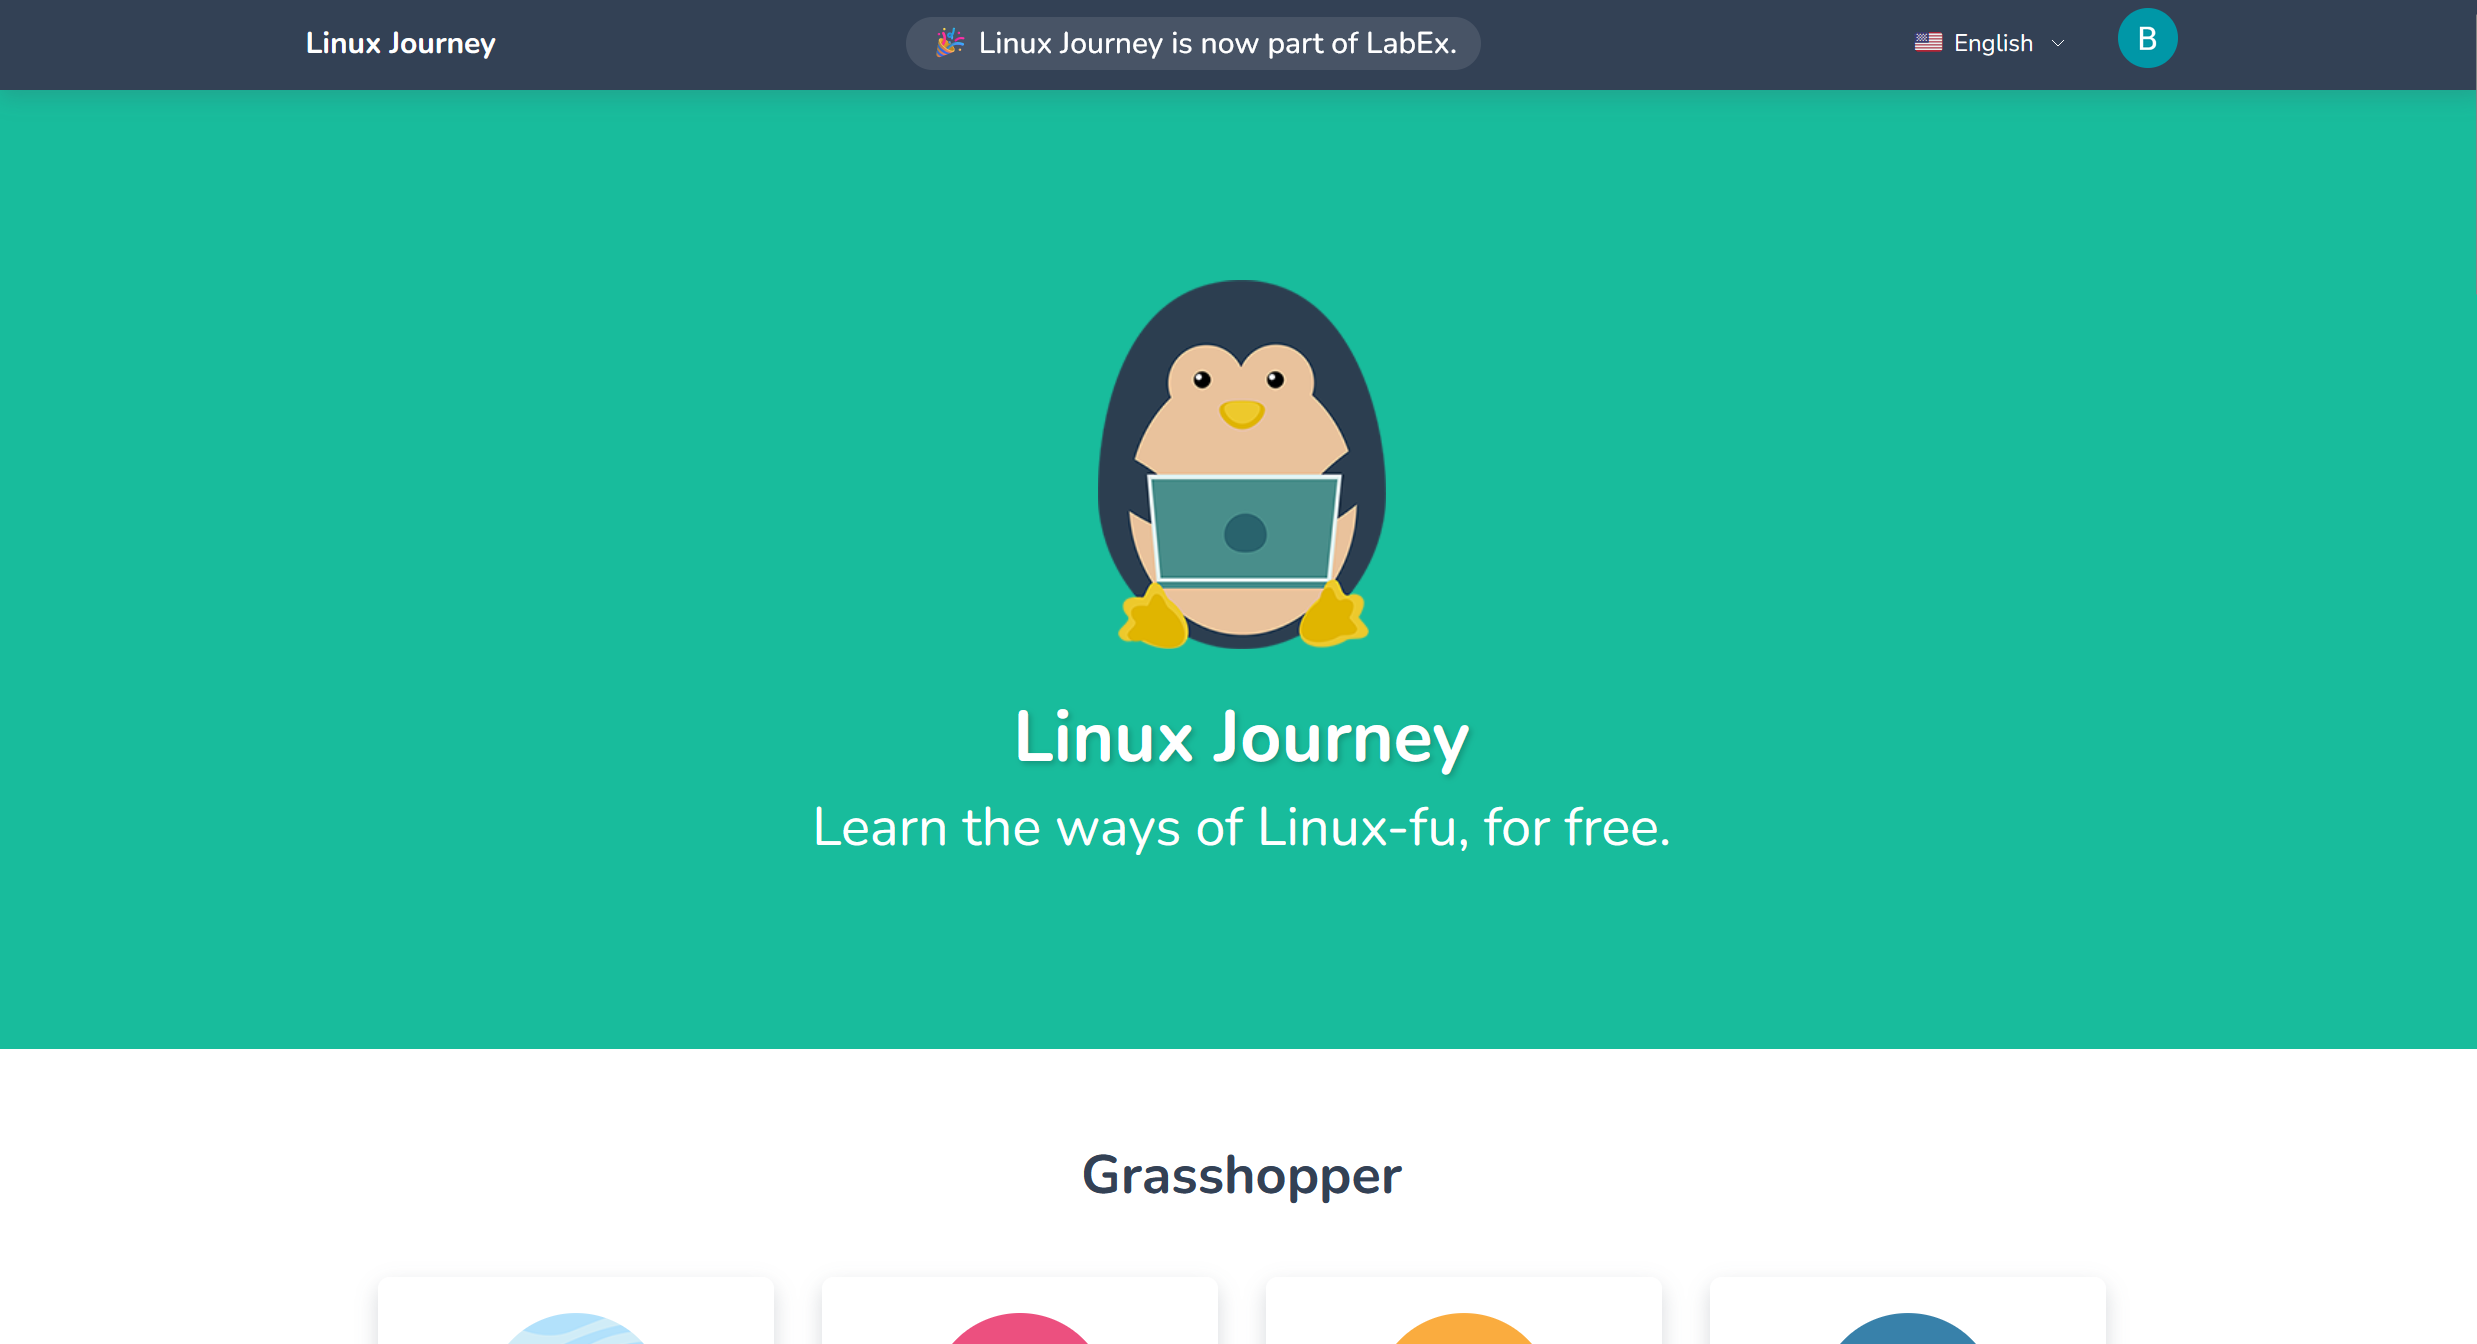 Linux Journey
🎉 Linux Journey is now part of LabEx.
English
B
Linux Journey
Learn the ways of Linux-fu, for free.
Grasshopper